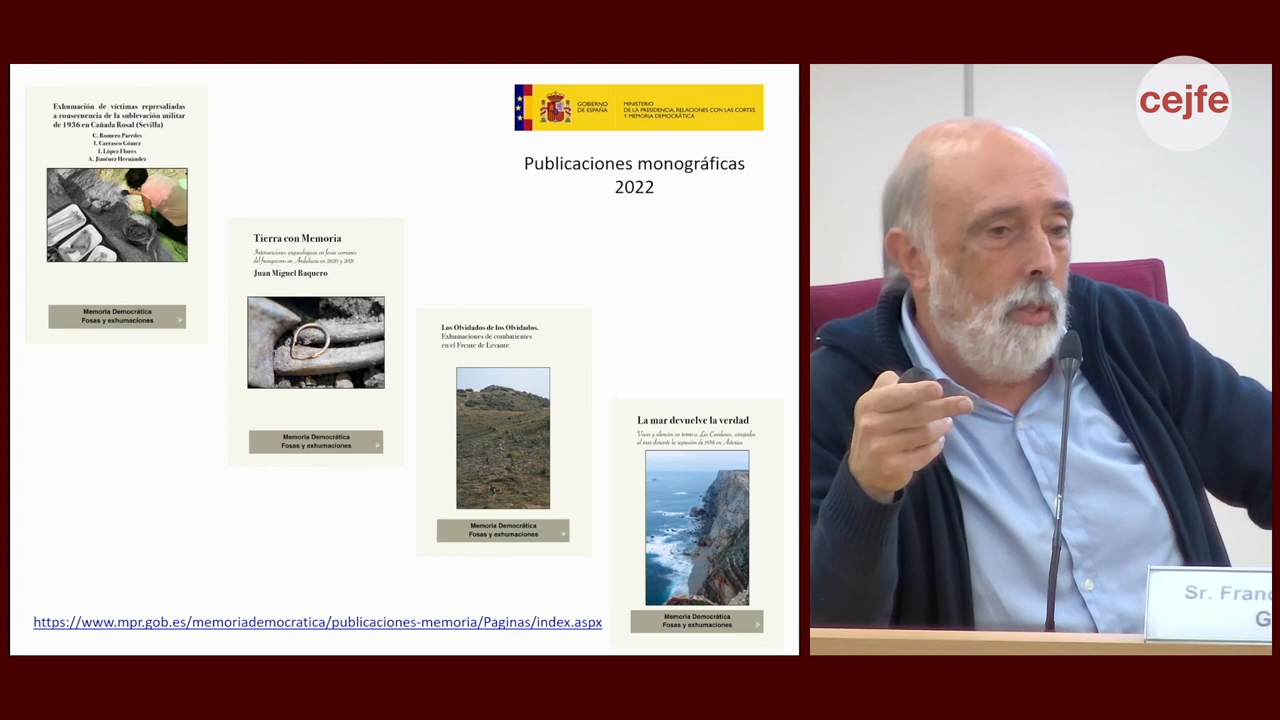 Exhumación de víctimas represaliadas
a consecuencia de la sublevación militar
de 1936 en Cañada Rosal (Sevilla)
C. Romero Paredes
I. Carrasco Gómez
I. López Flores
A. Jiménez Hernández
Memoria Democrática
Fosas y exhumaciones
GOBIERNO
DE ESPAÑA
MINISTERIO
DE LA PRESIDENCIA, RELACIONES CON LAS CORTES
Y MEMORIA DEMOCRÁTICA
Publicaciones monográficas
2022
Tierra con Memoria
Intervenciones arqueológicas en fosas comunes
del franquismo en Andalucía en 2020 y 2021
Juan Miguel Baquero
Memoria Democrática
Fosas y exhumaciones
Los Olvidados de los Olvidados.
Exhumaciones de combatientes
en el Frente de Levante
Memoria Democrática
Fosas y exhumaciones
La mar devuelve la verdad
Voces y silencios en torno a Les Candases, arrojadas
al mar durante la represión de 1938 en Asturias
Memoria Democrática
Fosas y exhumaciones
https://www.mpr.gob.es/memoriademocratica/publicaciones-memoria/Paginas/index.aspx
cejfe
Sr. Franc
G